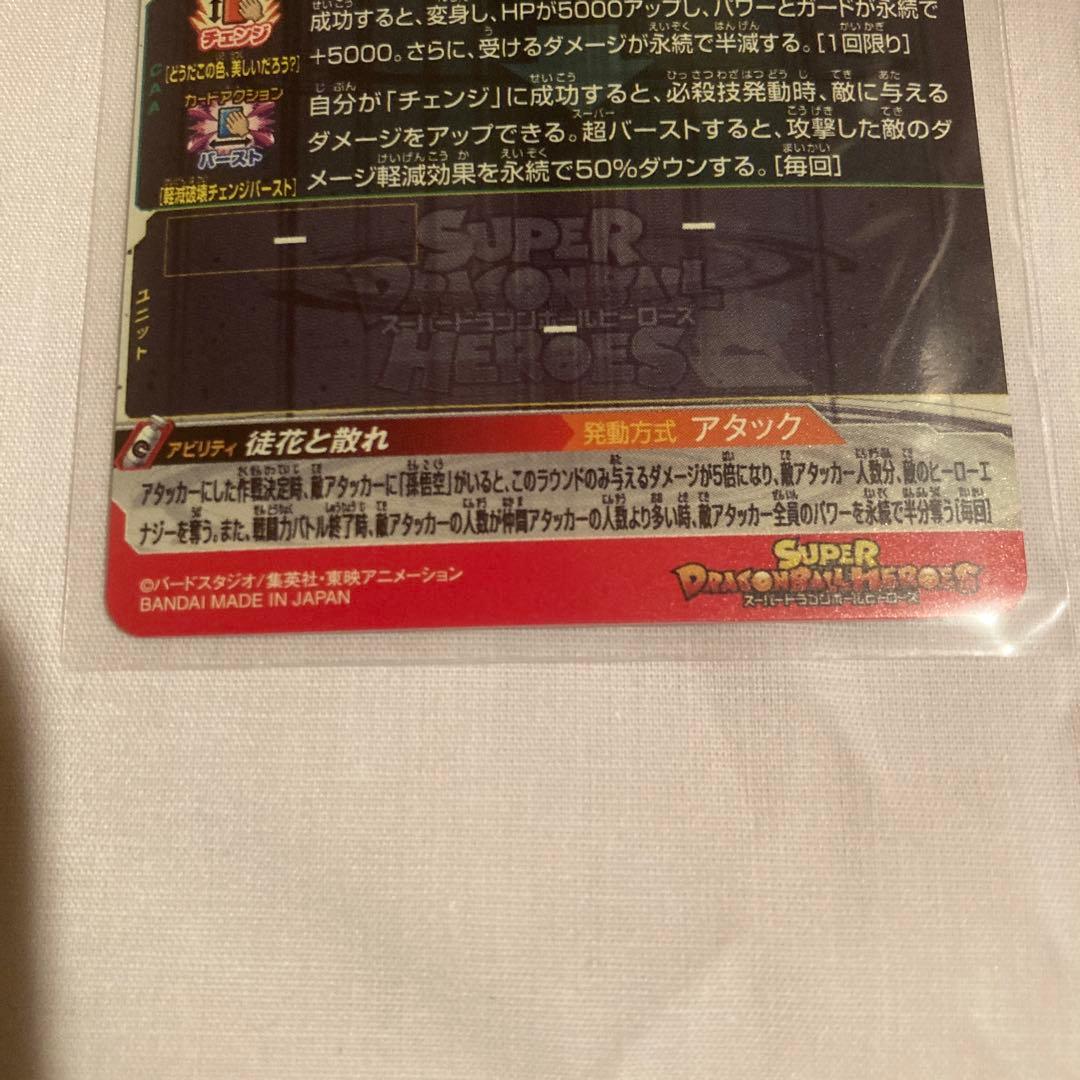 成功すると、変身し、HPが5000アップし、パワーとガードが永続で
+5000。さらに、受けるダメージが永続で半減する。[1回限り]
チェンジ
[どうだこの色、美しいだろう?]
CAA
カードアクション
バースト
[軽減破壊チェンジバースト]
自分が「チェンジ」に成功すると、必殺技発動時、敵に与える
ダメージをアップできる。超バーストすると、攻撃した敵のダ
メージ軽減効果を永続で50%ダウンする。[毎回]
ユニット
ー
ー
ー
SUPER
DRAGON BALL
スーパードラゴンボールヒーローズ
HEROES
アビリティ 徒花と散れ
発動方式 アタック
アタッカーにした作戦決定時、敵アタッカーに「孫悟空」がいると、このラウンドのみ与えるダメージが5倍になり、敵アタッカー人数分、敵のヒーローエ
ナジーを奪う。また、戦闘力バトル終了時、敵アタッカーの人数が仲間アタッカーの人数より多い時、敵アタッカー全員のパワーを永続で半分奪う[毎回]
©バードスタジオ/集英社・東映アニメーション
BANDAI MADE IN JAPAN
SUPER
DRAGONBALL HEROES
スーパードラゴンボールヒーローズ